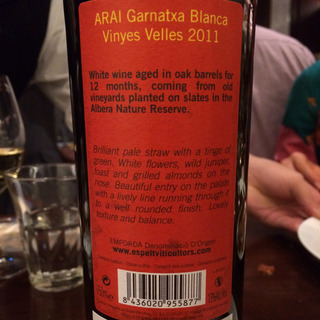 ARAI Garnatxa Blanca
Vinyes Velles 2011
White wine aged in oak barrels for
12 months, coming from old
vineyards planted on slates in the
Albera Nature Reserve.
Brilliant pale straw with a tinge of
green. White flowers, wild juniper,
toast and grilled almonds on the
nose. Beautiful entry on the palate
with a lively line running through it
to a well rounded finish. Lovely
texture and balance.
EMPORDÀ Denominació D'Origen
www.espeltviticultors.com
8 436020 955877